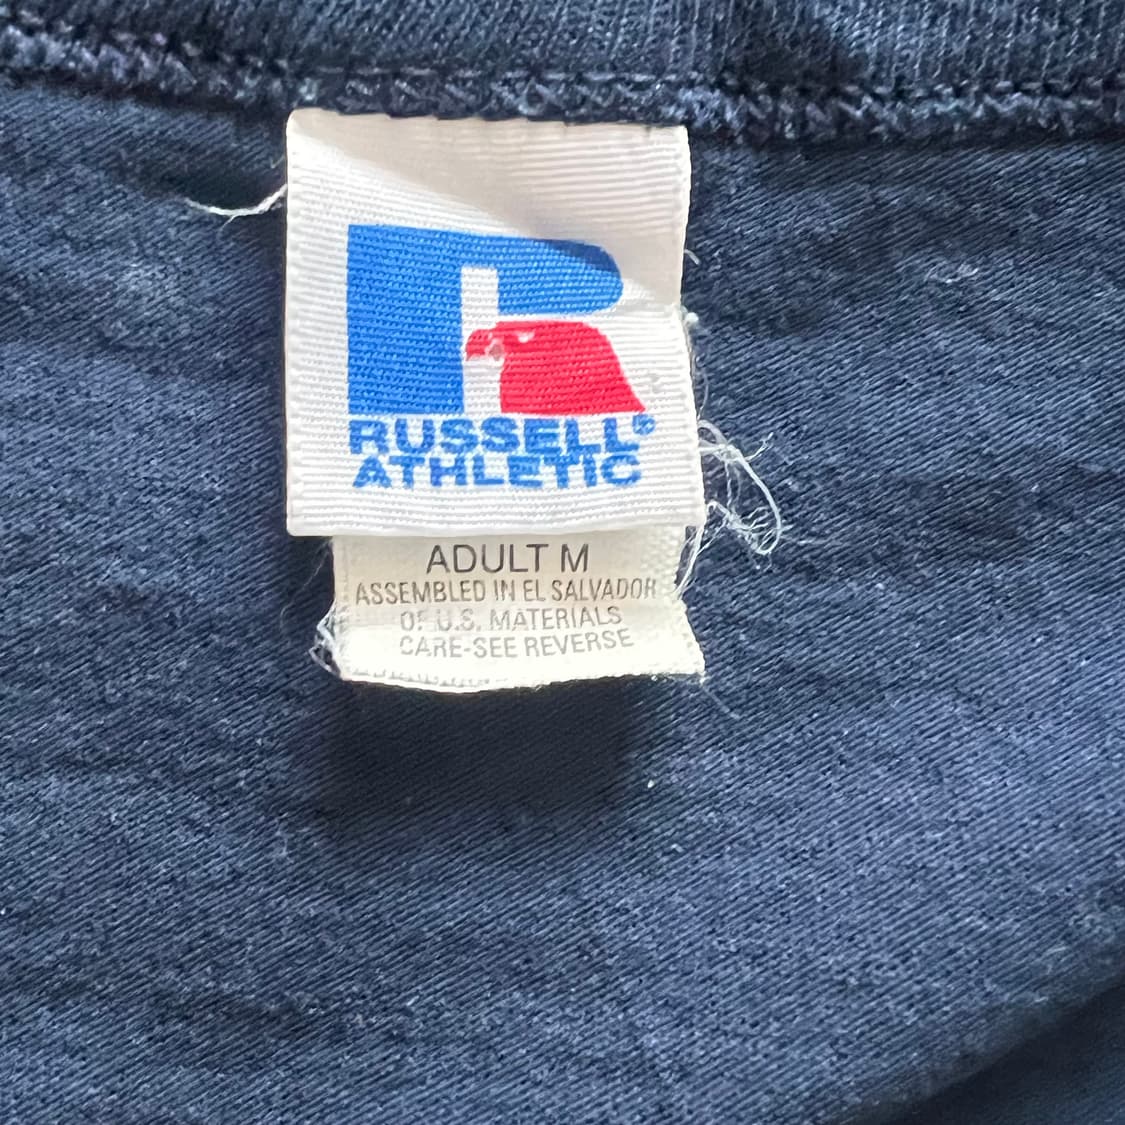 RUSSELL®
ATHLETIC
ADULT M
ASSEMBLED IN EL SALVADOR
OF U.S. MATERIALS
CARE-SEE REVERSE